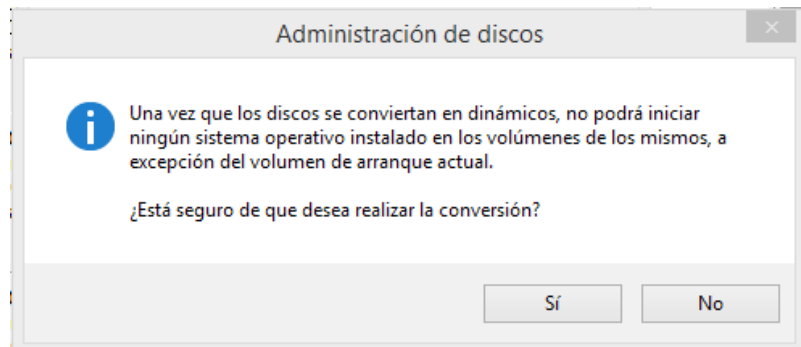 Administración de discos
Una vez que los discos se conviertan en dinámicos, no podrá iniciar
ningún sistema operativo instalado en los volúmenes de los mismos, a
excepción del volumen de arranque actual.
¿Está seguro de que desea realizar la conversión?
Sí
No